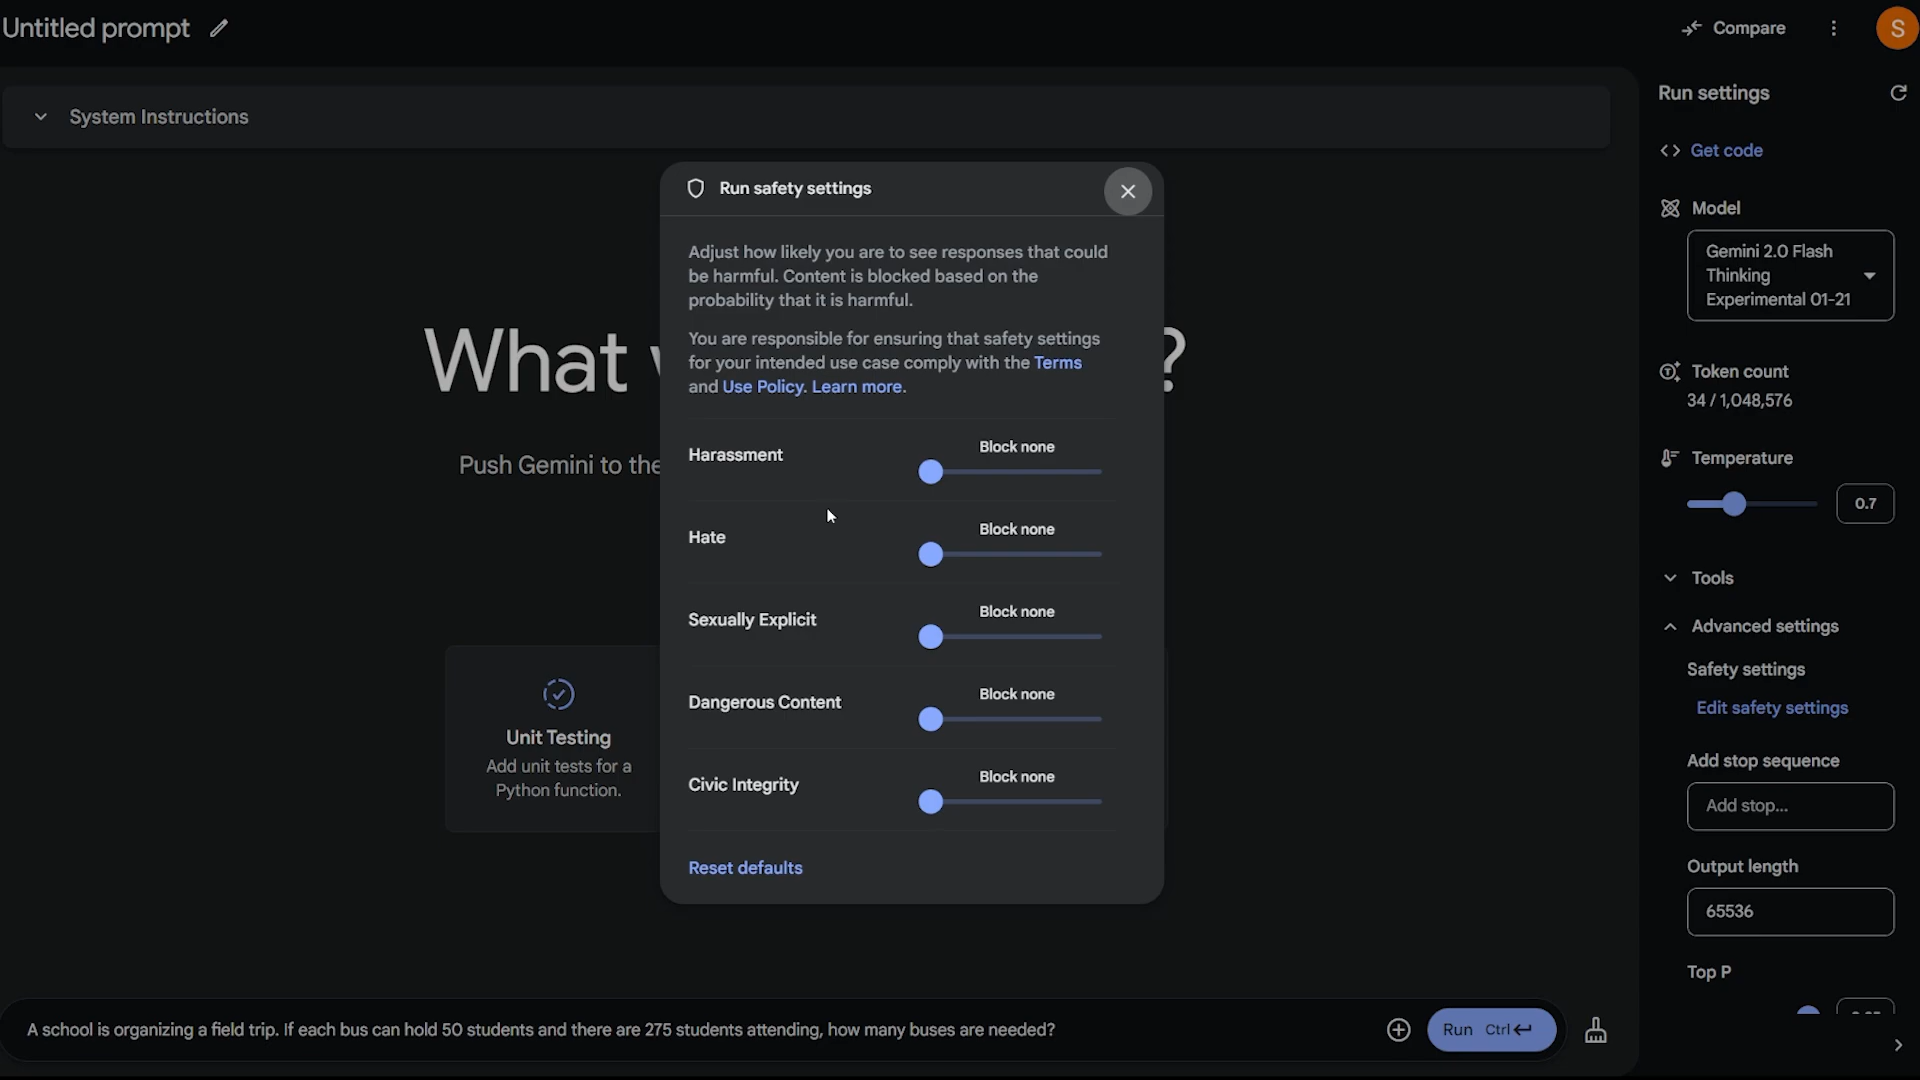 Untitled prompt
Compare
S
System Instructions
Run settings
Get code
Model
Gemini 2.0 Flash
Thinking
Experimental 01-21
Token count
34 / 1,048,576
Temperature
0.7
Tools
Advanced settings
Safety settings
Edit safety settings
Add stop sequence
Add stop...
Output length
65536
Top P
What
?
Push Gemini to the
Unit Testing
Add unit tests for a
Python function.
Run safety settings
Adjust how likely you are to see responses that could
be harmful. Content is blocked based on the
probability that it is harmful.
You are responsible for ensuring that safety settings
for your intended use case comply with the Terms
and Use Policy. Learn more.
Harassment
Block none
Hate
Block none
Sexually Explicit
Block none
Dangerous Content
Block none
Civic Integrity
Block none
Reset defaults
A school is organizing a field trip. If each bus can hold 50 students and there are 275 students attending, how many buses are needed?
Run Ctrl